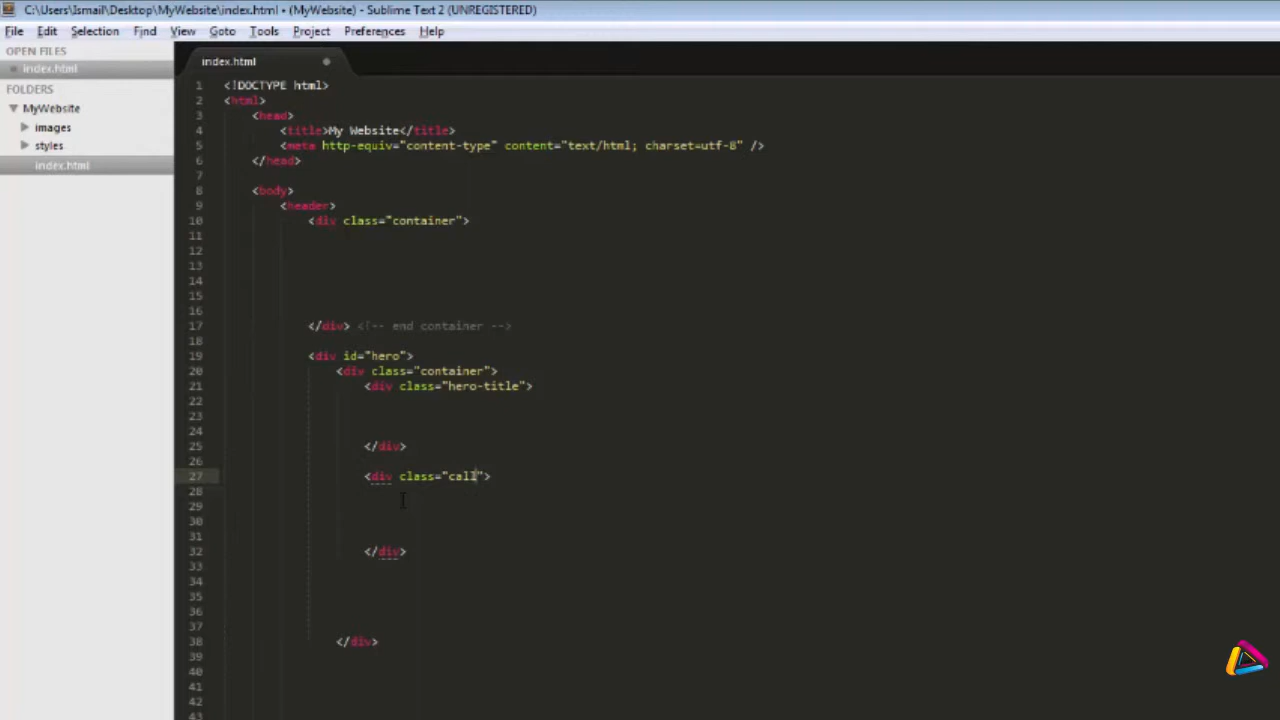 C:\Users\Ismail\Desktop\MyWebsite\index.html • (MyWebsite) - Sublime Text 2 (UNREGISTERED)
File Edit Selection Find View Goto Tools Project Preferences Help
OPEN FILES
index.html
FOLDERS
MyWebsite
images
styles
index.html
index.html
1 <!DOCTYPE html>
2 <html>
3 <head>
4 <title>My Website</title>
5 <meta http-equiv="content-type" content="text/html; charset=utf-8" />
6 </head>
7
8 <body>
9 <header>
10 <div class="container">
11
12
13
14
15
16
17 </div> <!-- end container -->
18
19 <div id="hero">
20 <div class="container">
21 <div class="hero-title">
22
23
24
25 </div>
26
27 <div class="call">
28
29
30
31
32 </div>
33
34
35
36
37
38 </div>
39
40
41
42
43